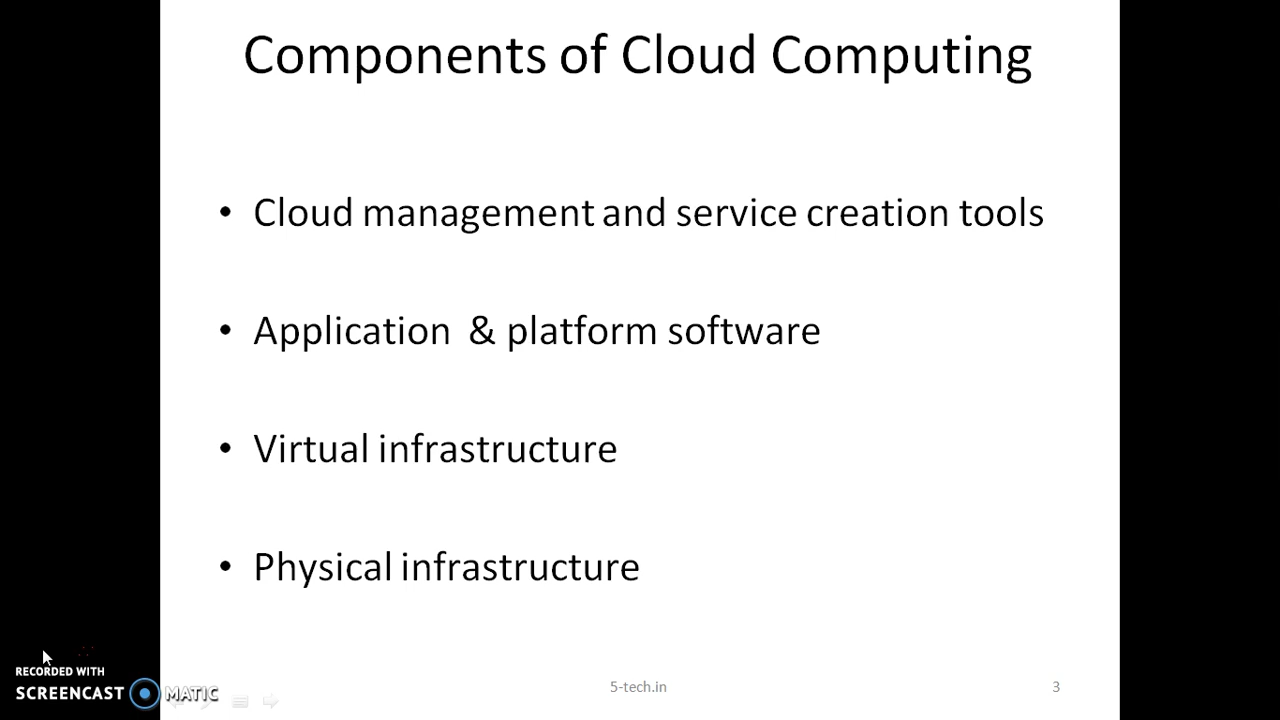 Components of Cloud Computing
• Cloud management and service creation tools
• Application & platform software
• Virtual infrastructure
• Physical infrastructure
RECORDED WITH
SCREENCAST MATIC
5-tech.in
3